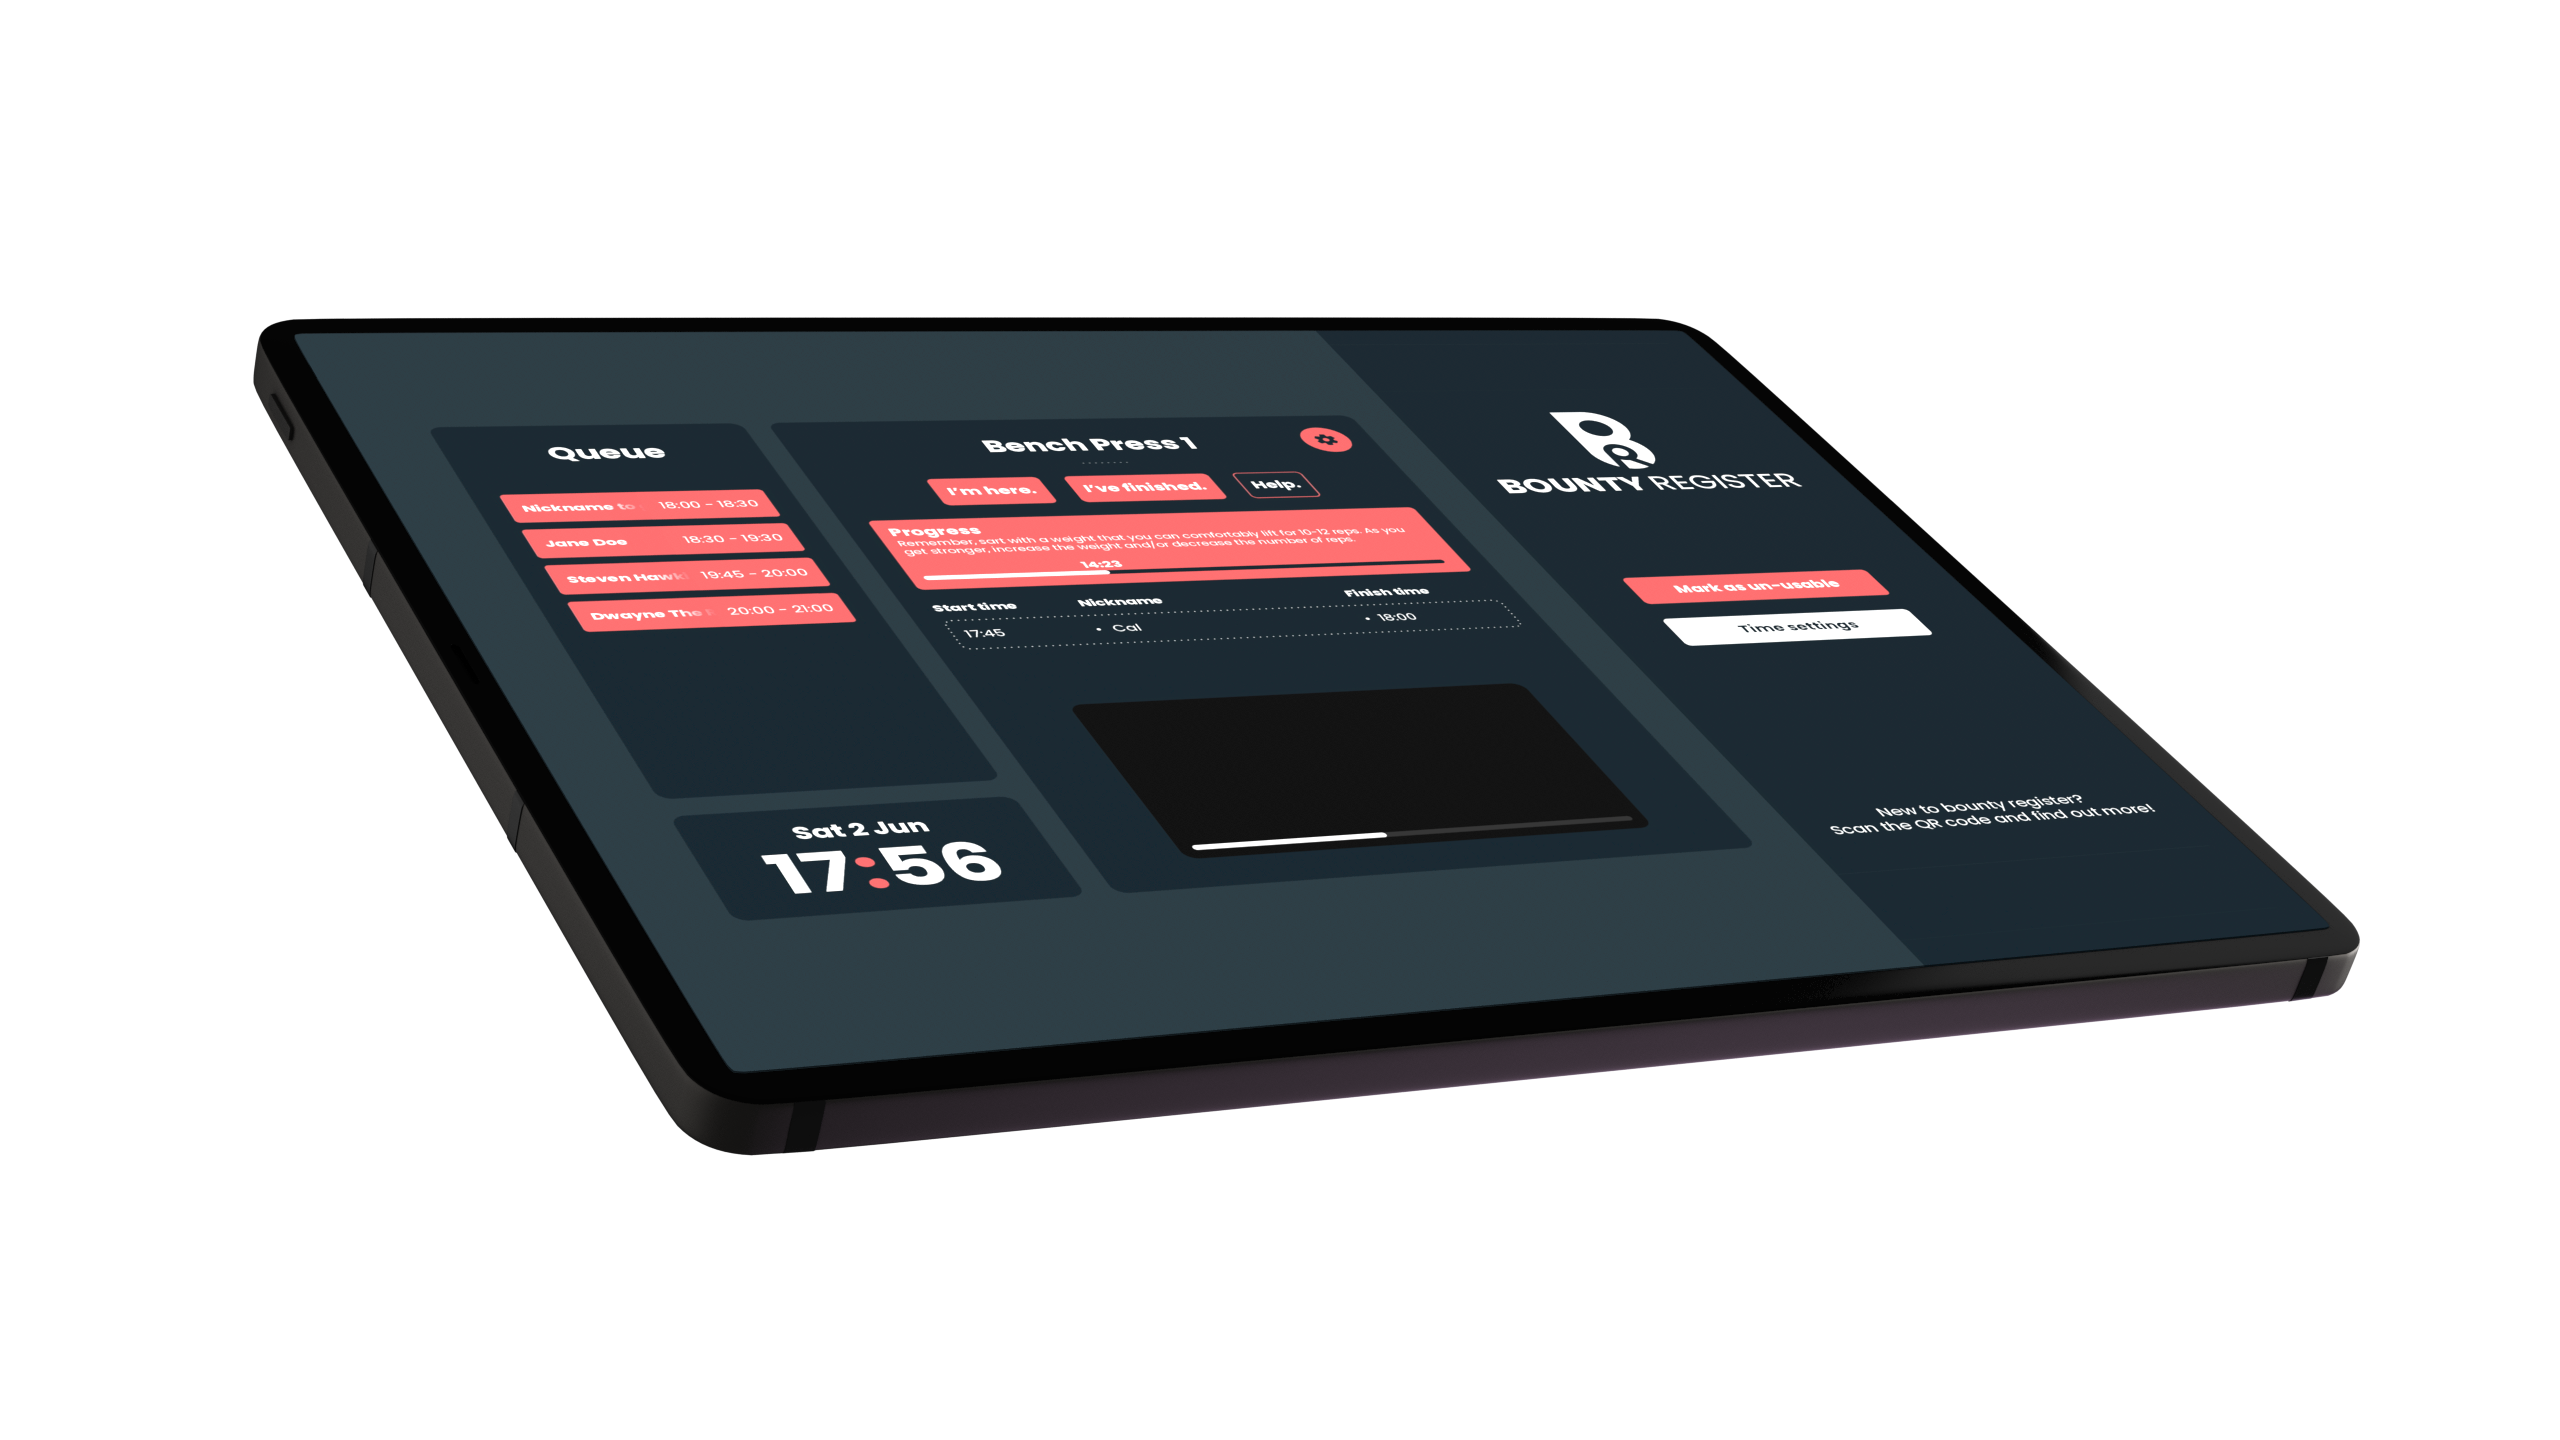 Queue
Nickname to 18:00 - 18:30
Jane Doe 18:30 - 19:30
Steven Hawk 19:45 - 20:00
Dwayne The 20:00 - 21:00
Sat 2 Jun
17:56
Bench Press 1
I'm here. I've finished. Help.
Progress
Remember, sart with a weight that you can comfortably lift for 10-12 reps. As you
get stronger, increase the weight and/or decrease the number of reps.
14:23
Start time Nickname Finish time
17:45 • Cal • 18:00
BR
BOUNTY REGISTER
Mark as un-usable
Time settings
New to bounty register?
Scan the QR code and find out more!